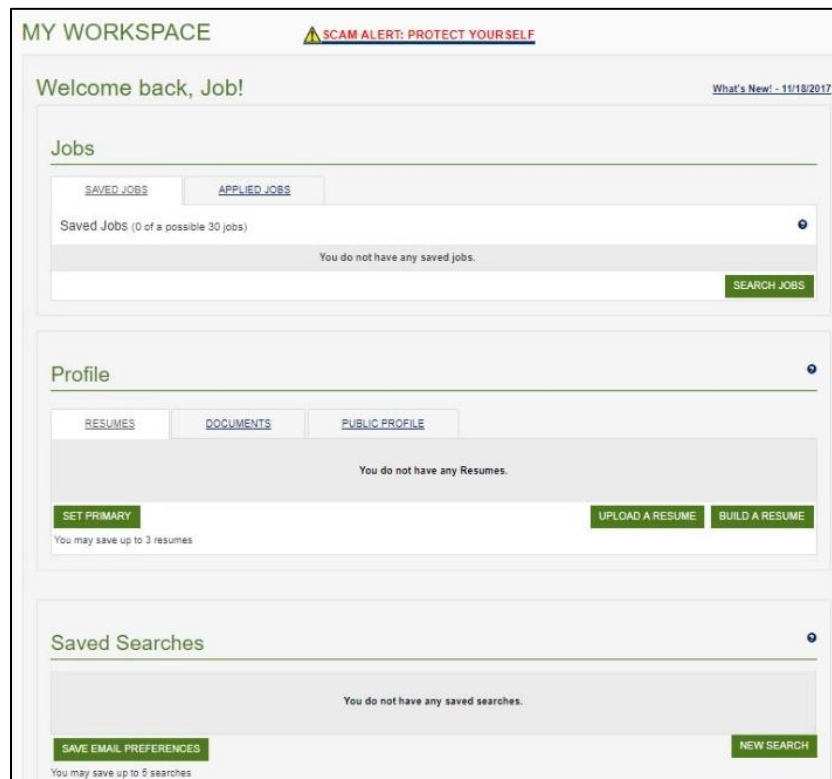 MY WORKSPACE
SCAM ALERT: PROTECT YOURSELF
Welcome back, Job!
What's New! - 11/18/2017
Jobs
SAVED JOBS
APPLIED JOBS
Saved Jobs (0 of a possible 30 jobs)
You do not have any saved jobs.
SEARCH JOBS
Profile
RESUMES
DOCUMENTS
PUBLIC PROFILE
You do not have any Resumes.
SET PRIMARY
UPLOAD A RESUME
BUILD A RESUME
You may save up to 3 resumes
Saved Searches
You do not have any saved searches.
SAVE EMAIL PREFERENCES
NEW SEARCH
You may save up to 5 searches